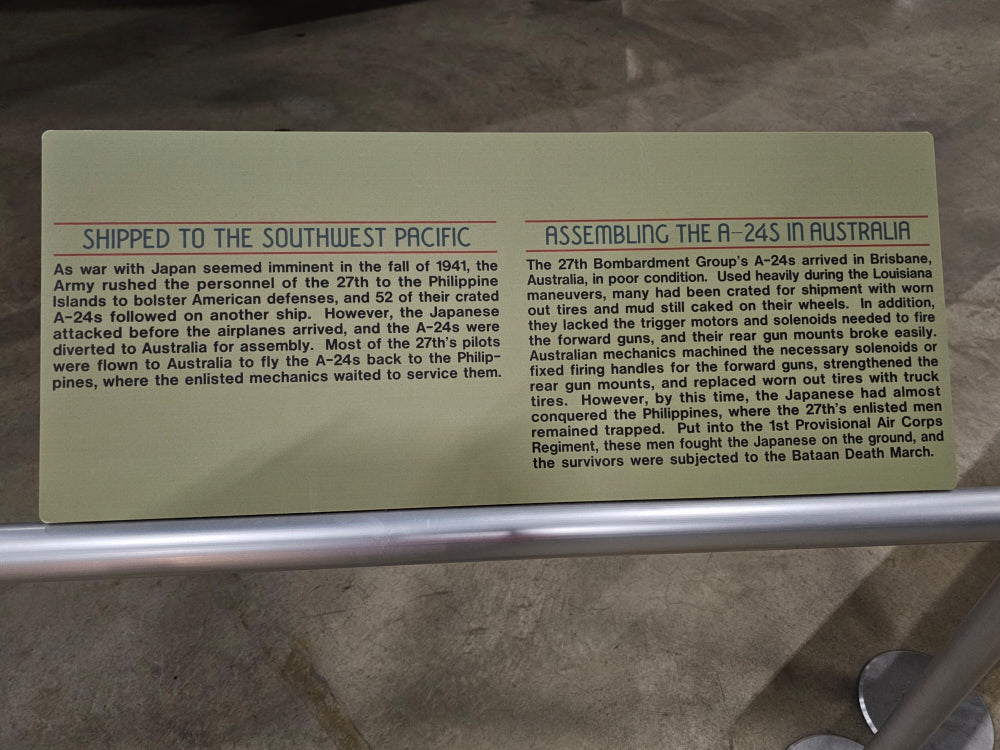 SHIPPED TO THE SOUTHWEST PACIFIC
As war with Japan seemed imminent in the fall of 1941, the
Army rushed the personnel of the 27th to the Philippine
Islands to bolster American defenses, and 52 of their crated
A-24s followed on another ship. However, the Japanese
attacked before the airplanes arrived, and the A-24s were
diverted to Australia for assembly. Most of the 27th's pilots
were flown to Australia to fly the A-24s back to the Philip-
pines, where the enlisted mechanics waited to service them.
ASSEMBLING THE A-24S IN AUSTRALIA
The 27th Bombardment Group's A-24s arrived in Brisbane,
Australia, in poor condition. Used heavily during the Louisiana
maneuvers, many had been crated for shipment with worn
out tires and mud still caked on their wheels. In addition,
they lacked the trigger motors and solenoids needed to fire
the forward guns, and their rear gun mounts broke easily.
Australian mechanics machined the necessary solenoids or
fixed firing handles for the forward guns, strengthened the
rear gun mounts, and replaced worn out tires with truck
tires. However, by this time, the Japanese had almost
conquered the Philippines, where the 27th's enlisted men
remained trapped. Put into the 1st Provisional Air Corps
Regiment, these men fought the Japanese on the ground, and
the survivors were subjected to the Bataan Death March.